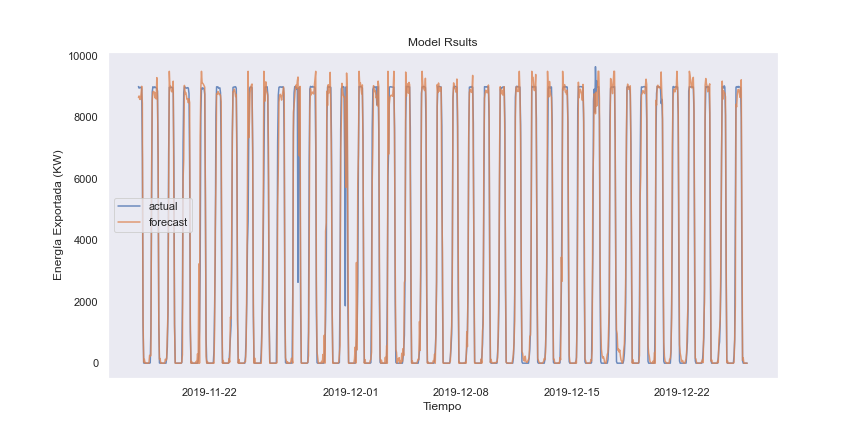 Model Rsults
10000
8000
6000
4000
2000
0
Energía Exportada (KW)
actual
forecast
2019-11-22
2019-12-01
2019-12-08
2019-12-15
2019-12-22
Tiempo